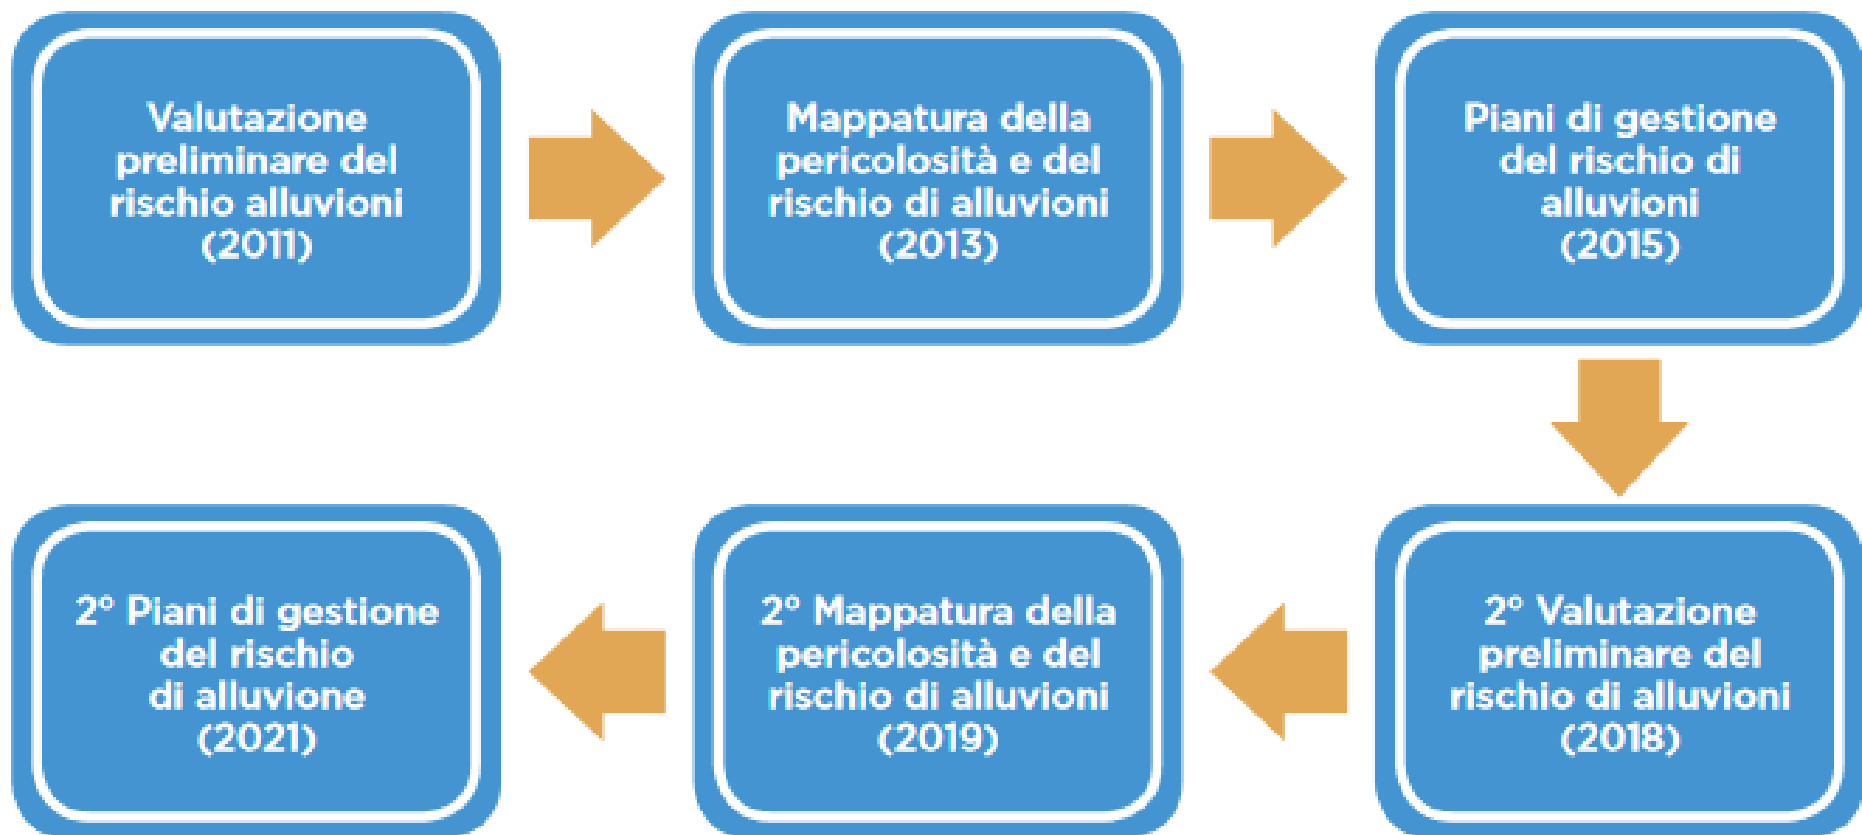 Valutazione
preliminare del
rischio alluvioni
(2011)
Mappatura della
pericolosità e del
rischio di alluvioni
(2013)
Piani di gestione
del rischio di
alluvioni
(2015)
2° Valutazione
preliminare del
rischio di alluvioni
(2018)
2° Mappatura della
pericolosità e del
rischio di alluvioni
(2019)
2° Piani di gestione
del rischio
di alluvione
(2021)